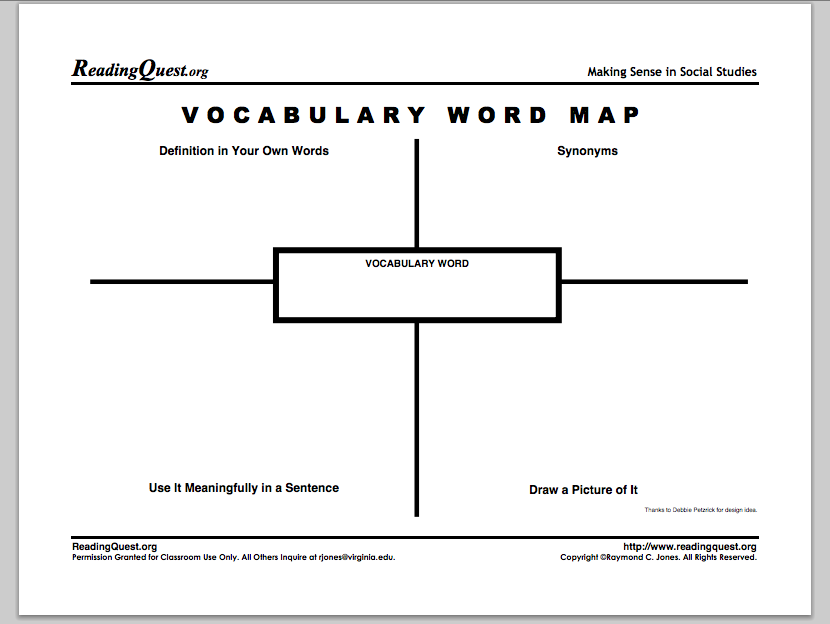 ReadingQuest.org
Making Sense in Social Studies
VOCABULARY WORD MAP
Definition in Your Own Words
Synonyms
VOCABULARY WORD
Use It Meaningfully in a Sentence
Draw a Picture of It
Thanks to Debbie Petzrick for design idea.
ReadingQuest.org
http://www.readingquest.org
Permission Granted for Classroom Use Only. All Others Inquire at rjones@virginia.edu.
Copyright ©Raymond C. Jones. All Rights Reserved.